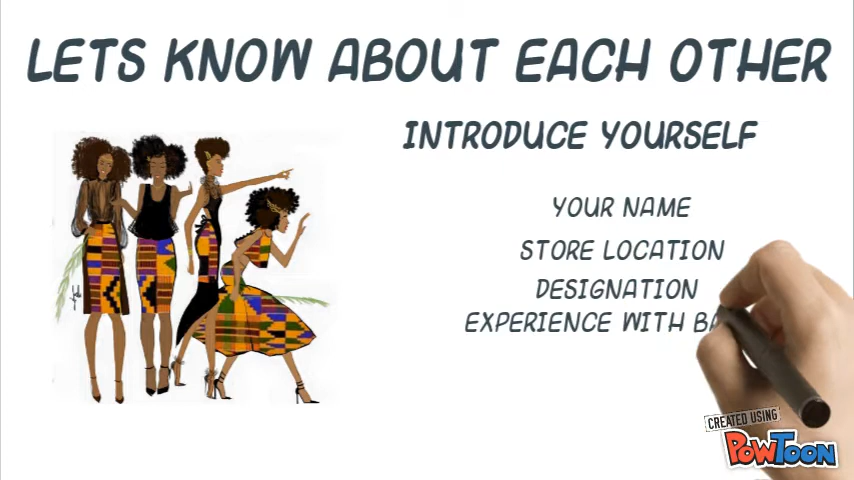 LETS KNOW ABOUT EACH OTHER
INTRODUCE YOURSELF
YOUR NAME
STORE LOCATION
DESIGNATION
EXPERIENCE WITH
CREATED USING
POWTOON